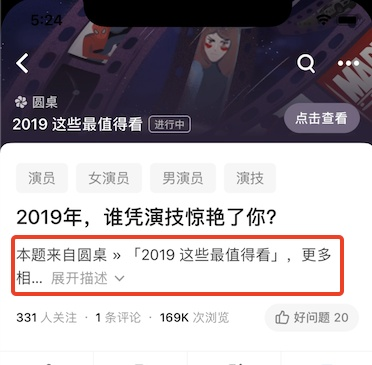 5:24
圆桌
2019 这些最值得看 进行中
点击查看
演员 女演员 男演员 演技
2019年，谁凭演技惊艳了你?
本题来自圆桌 » 「2019 这些最值得看」，更多
相... 展开描述
331 人关注 · 1 条评论 · 169K 次浏览 好问题 20